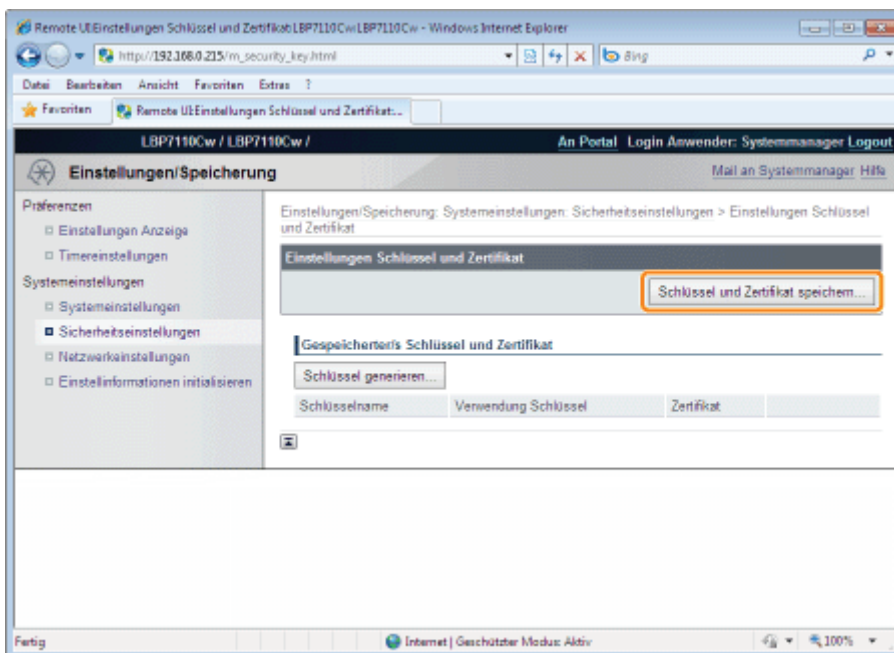 Remote UI:Einstellungen Schlüssel und Zertifikat:LBP7110Cw:LBP7110Cw - Windows Internet Explorer
http://192.168.0.215/m_security_key.html
Bing
Datei Bearbeiten Ansicht Favoriten Extras ?
Favoriten
Remote UI:Einstellungen Schlüssel und Zertifikat:...
LBP7110Cw / LBP7110Cw /
An Portal Login Anwender: Systemmanager Logout
Einstellungen/Speicherung
Mail an Systemmanager Hilfe
Präferenzen
Einstellungen Anzeige
Timereinstellungen
Systemeinstellungen
Systemeinstellungen
Sicherheitseinstellungen
Netzwerkeinstellungen
Einstellinformationen initialisieren
Einstellungen/Speicherung: Systemeinstellungen: Sicherheitseinstellungen > Einstellungen Schlüssel
und Zertifikat
Einstellungen Schlüssel und Zertifikat
Schlüssel und Zertifikat speichern...
Gespeicherter/s Schlüssel und Zertifikat
Schlüssel generieren...
Schlüsselname Verwendung Schlüssel Zertifikat
Fertig
Internet | Geschützter Modus: Aktiv
100%